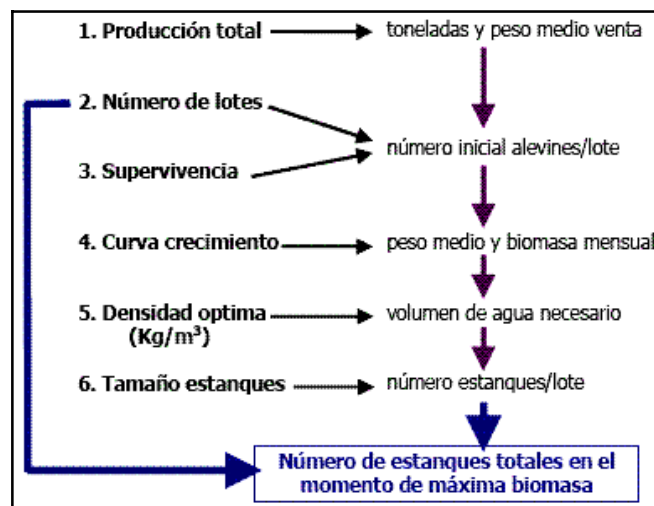 1. Producción total
toneladas y peso medio venta
2. Número de lotes
número inicial alevines/lote
3. Supervivencia
4. Curva crecimiento
peso medio y biomasa mensual
5. Densidad optima
(Kg/m³)
volumen de agua necesario
6. Tamaño estanques
número estanques/lote
Número de estanques totales en el
momento de máxima biomasa